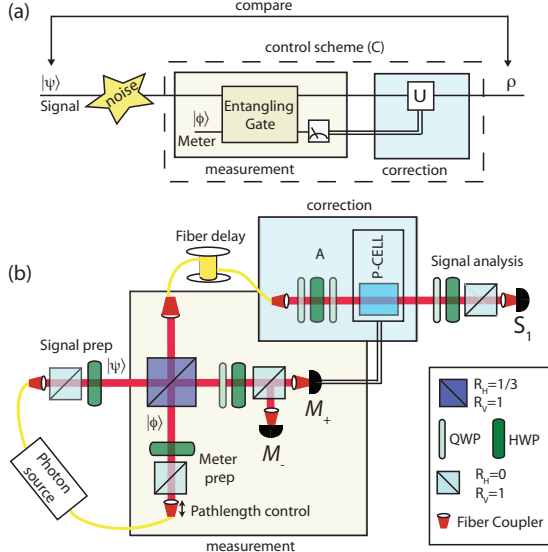 (a)
compare
control scheme (C)
|ψ⟩
Signal
noise
Entangling
Gate
|ϕ⟩
Meter
U
ρ
measurement
correction
correction
Fiber delay
(b)
A
P-CELL
Signal analysis
S₁
Signal prep
|ψ⟩
|ϕ⟩
M₊
M₋
Meter
prep
Photon
source
Pathlength control
measurement
R_H=1/3
R_V=1
QWP
HWP
R_H=0
R_V=1
Fiber Coupler